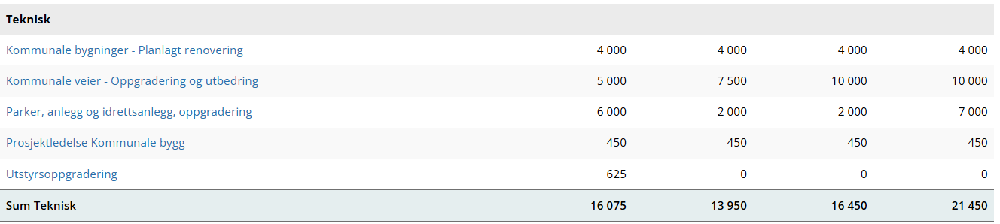 Teknisk
Kommunale bygninger - Planlagt renovering 4 000 4 000 4 000 4 000
Kommunale veier - Oppgradering og utbedring 5 000 7 500 10 000 10 000
Parker, anlegg og idrettsanlegg, oppgradering 6 000 2 000 2 000 7 000
Prosjektledelse Kommunale bygg 450 450 450 450
Utstyrsoppgradering 625 0 0 0
Sum Teknisk 16 075 13 950 16 450 21 450